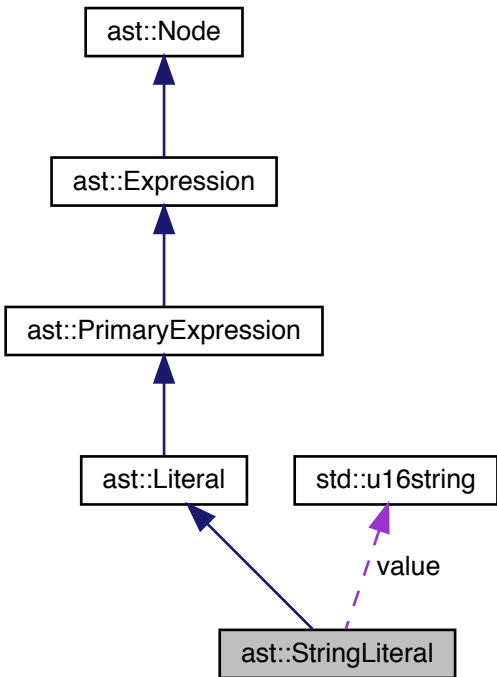 ast::Node
ast::Expression
ast::PrimaryExpression
ast::Literal
std::u16string
value
ast::StringLiteral